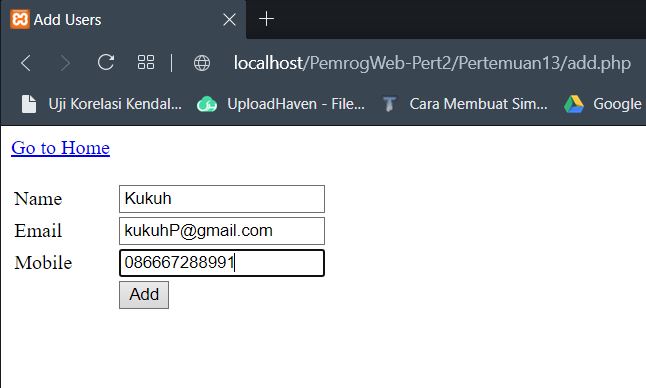 Add Users
localhost/PemrogWeb-Pert2/Pertemuan13/add.php
Uji Korelasi Kendal... UploadHaven - File... Cara Membuat Sim... Google
Go to Home
Name Kukuh
Email kukuhP@gmail.com
Mobile 086667288991
Add